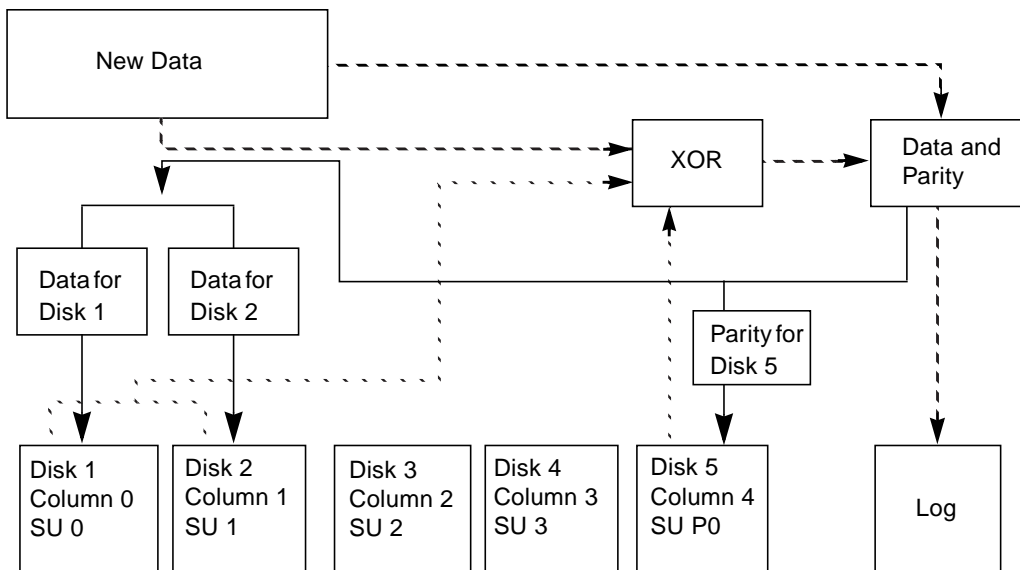 New Data
XOR
Data and
Parity
Data for
Disk 1
Data for
Disk 2
Parity for
Disk 5
Disk 1
Column 0
SU 0
Disk 2
Column 1
SU 1
Disk 3
Column 2
SU 2
Disk 4
Column 3
SU 3
Disk 5
Column 4
SU P0
Log